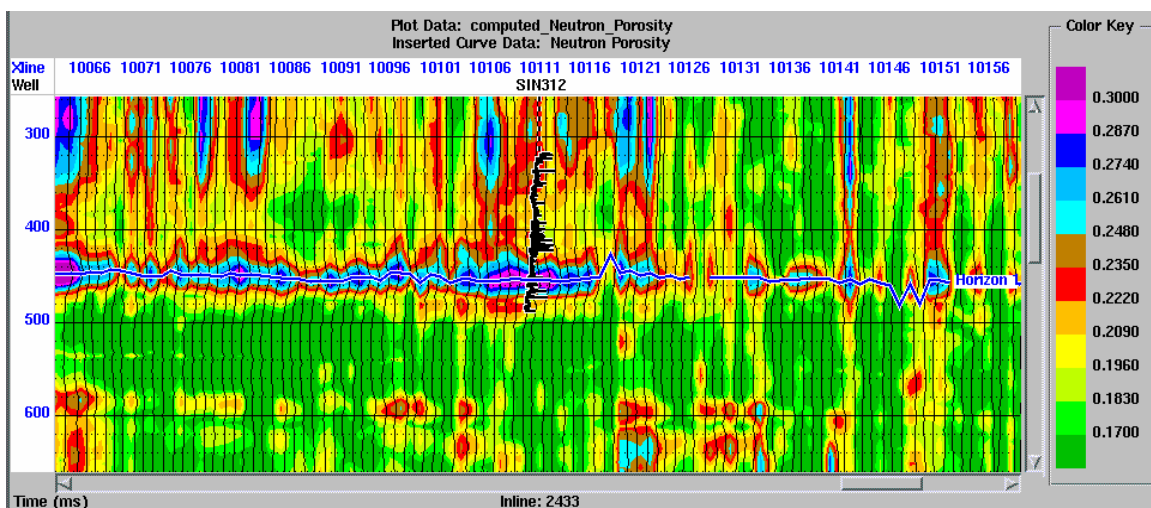 Plot Data: computed_Neutron_Porosity
Inserted Curve Data: Neutron Porosity
Color Key
Xline 10066 10071 10076 10081 10086 10091 10096 10101 10106 10111 10116 10121 10126 10131 10136 10141 10146 10151 10156
Well SIN312
300
400
500
600
Horizon 1
0.3000
0.2870
0.2740
0.2610
0.2480
0.2350
0.2220
0.2090
0.1960
0.1830
0.1700
Time (ms) Inline: 2433